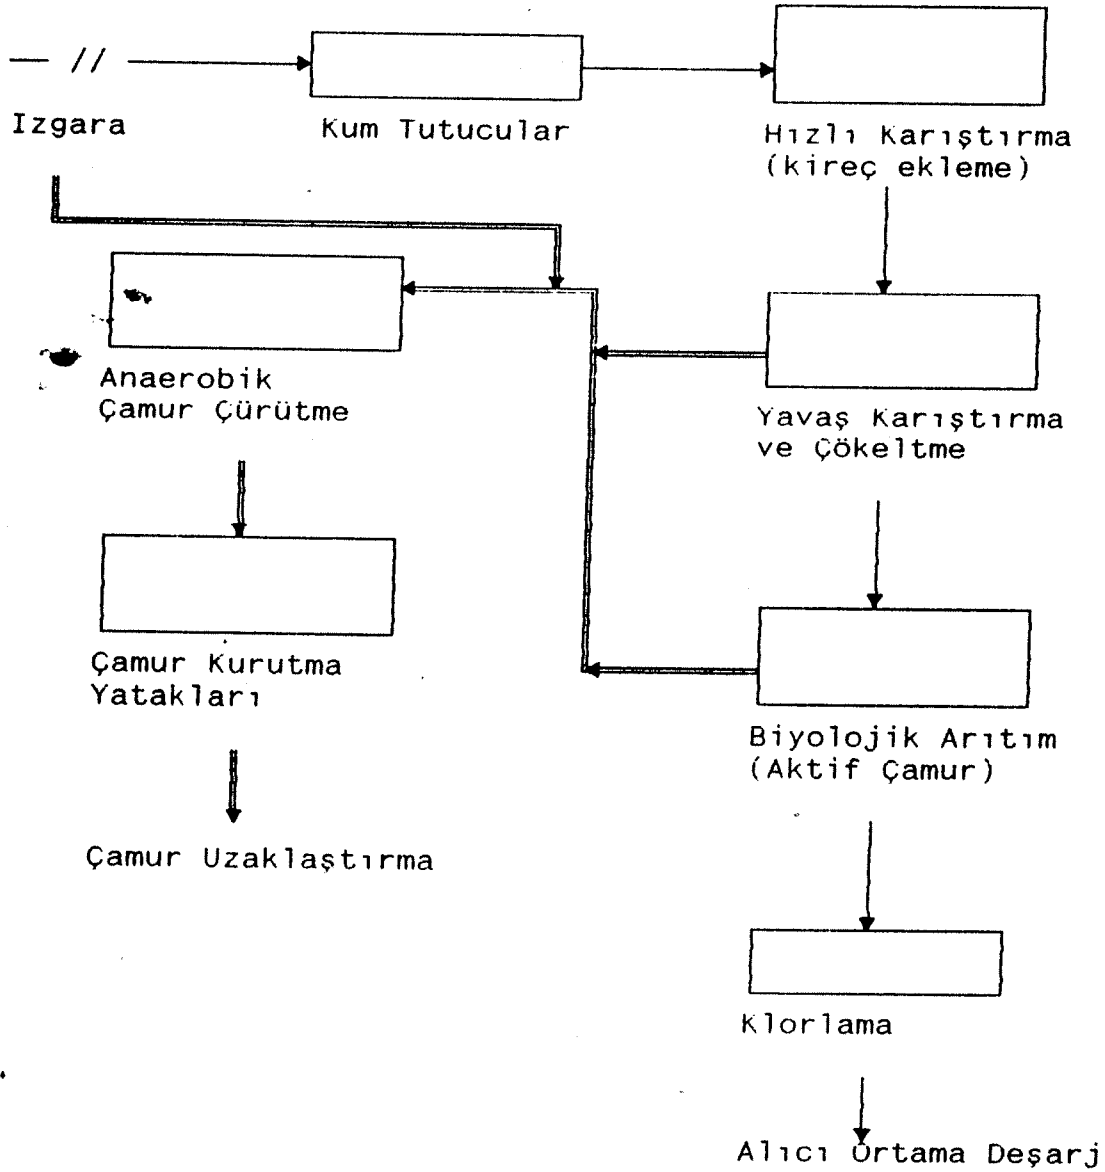 Izgara
Kum Tutucular
Hızlı Karıştırma
(kireç ekleme)
Anaerobik
Çamur Çürütme
Yavaş Karıştırma
ve Çökeltme
Çamur Kurutma
Yatakları
Biyolojik Arıtım
(Aktif Çamur)
Çamur Uzaklaştırma
Klorlama
Alıcı Ortama Deşarj